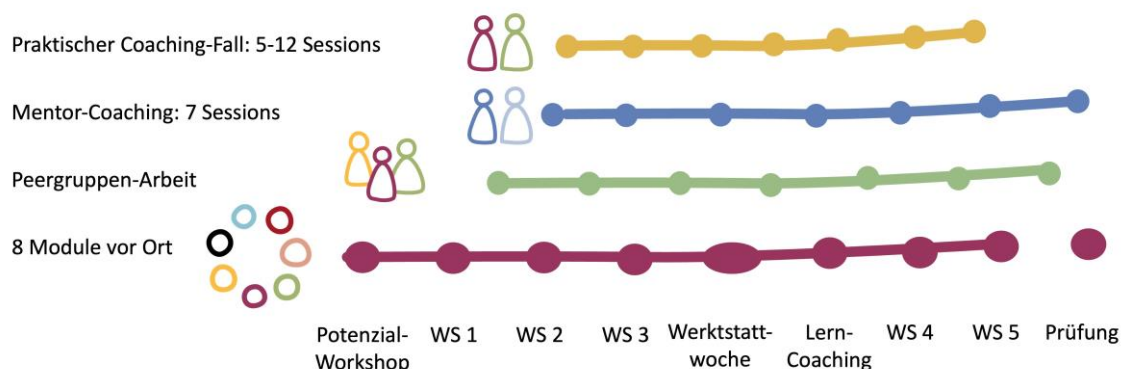 Praktischer Coaching-Fall: 5-12 Sessions
Mentor-Coaching: 7 Sessions
Peergruppen-Arbeit
8 Module vor Ort
Potenzial-
Workshop
WS 1
WS 2
WS 3
Werkstatt-
woche
Lern-
Coaching
WS 4
WS 5
Prüfung